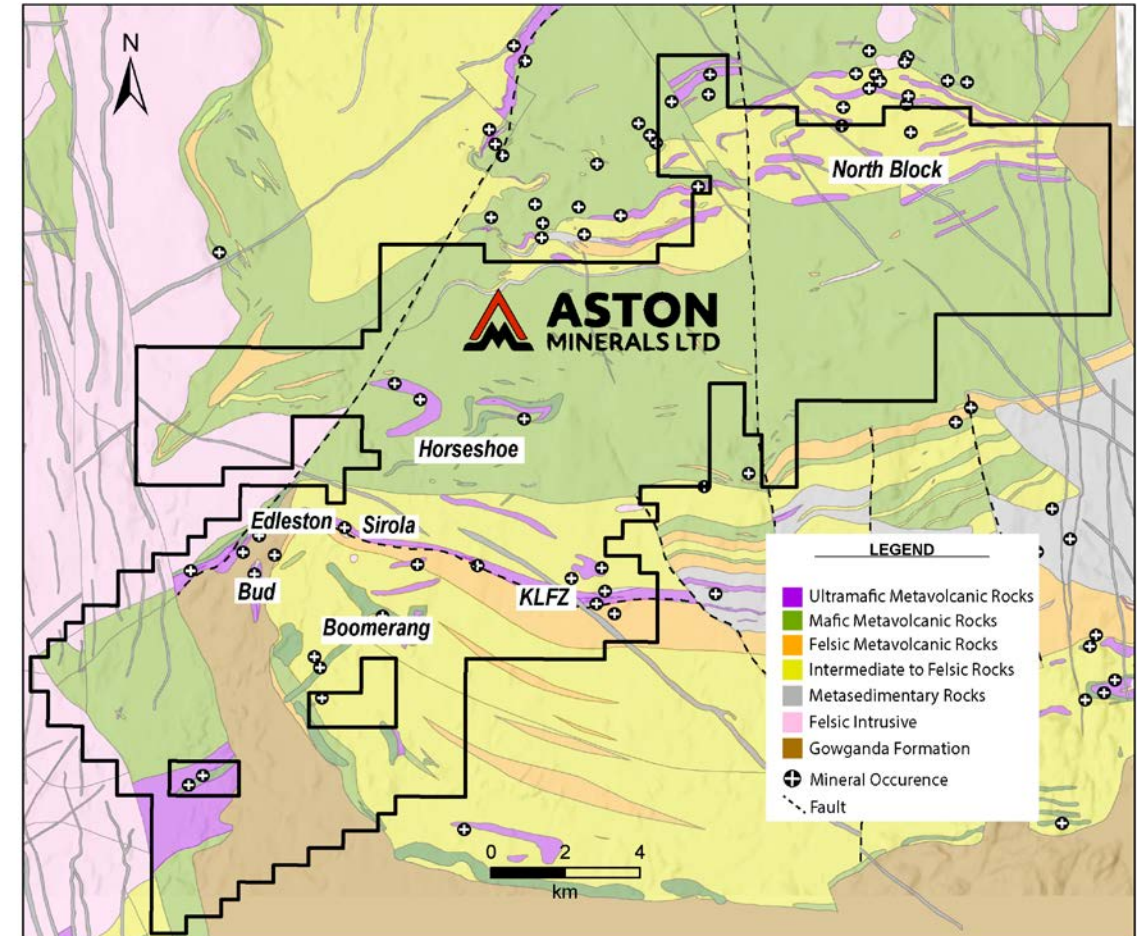 N
North Block
ASTON
MINERALS LTD
Horseshoe
Edleston
Sirola
Bud
KLFZ
Boomerang
LEGEND
Ultramafic Metavolcanic Rocks
Mafic Metavolcanic Rocks
Felsic Metavolcanic Rocks
Intermediate to Felsic Rocks
Metasedimentary Rocks
Felsic Intrusive
Gowganda Formation
Mineral Occurence
Fault
0 2 4
km